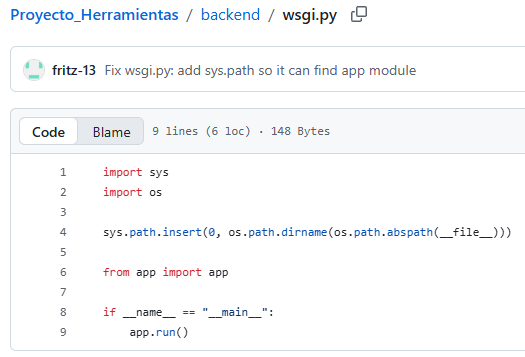 Proyecto_Herramientas / backend / wsgi.py
fritz-13 Fix wsgi.py: add sys.path so it can find app module
Code Blame 9 lines (6 loc) · 148 Bytes
1 import sys
2 import os
3
4 sys.path.insert(0, os.path.dirname(os.path.abspath(__file__)))
5
6 from app import app
7
8 if __name__ == "__main__":
9     app.run()